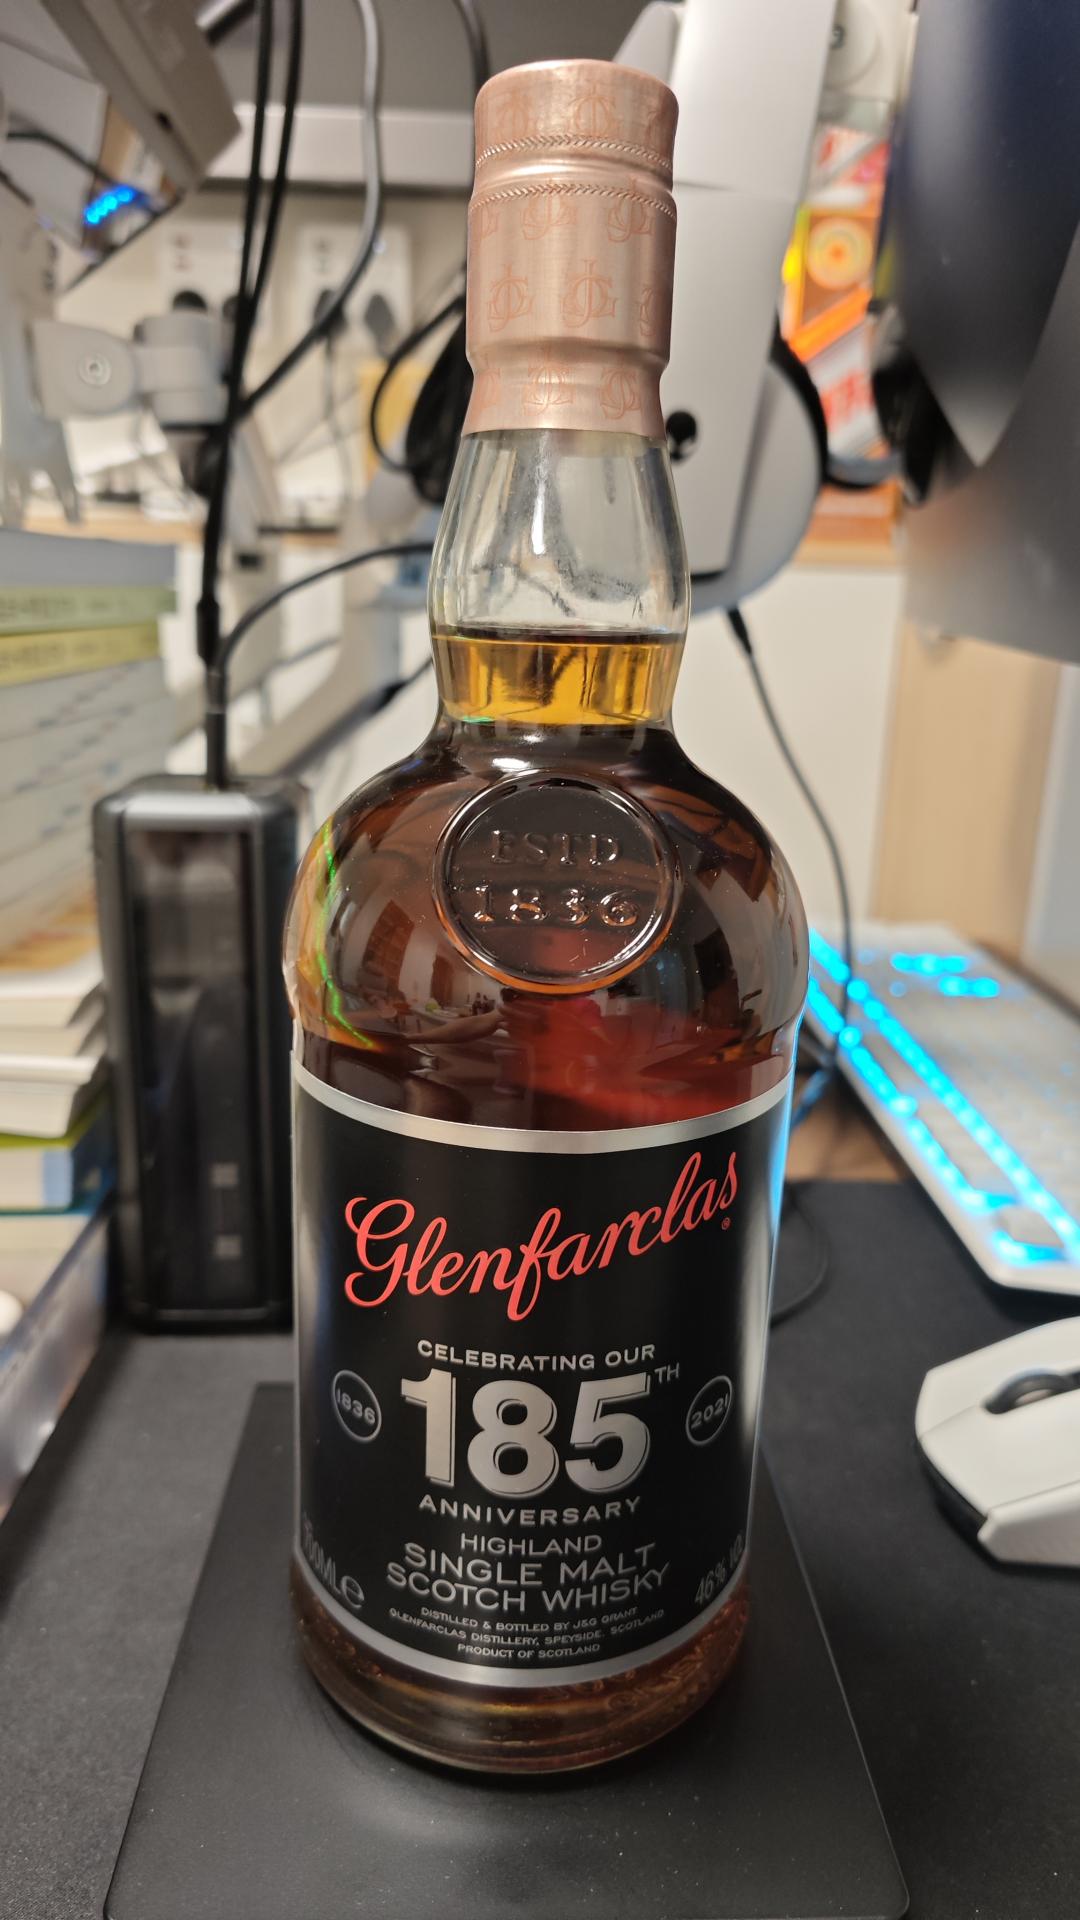 ESTD
1836
Glenfarclas®
CELEBRATING OUR
185TH
1836
2021
ANNIVERSARY
HIGHLAND
SINGLE MALT
SCOTCH WHISKY
700ML℮
46% VOL
DISTILLED & BOTTLED BY J&G GRANT
GLENFARCLAS DISTILLERY, SPEYSIDE. SCOTLAND
PRODUCT OF SCOTLAND